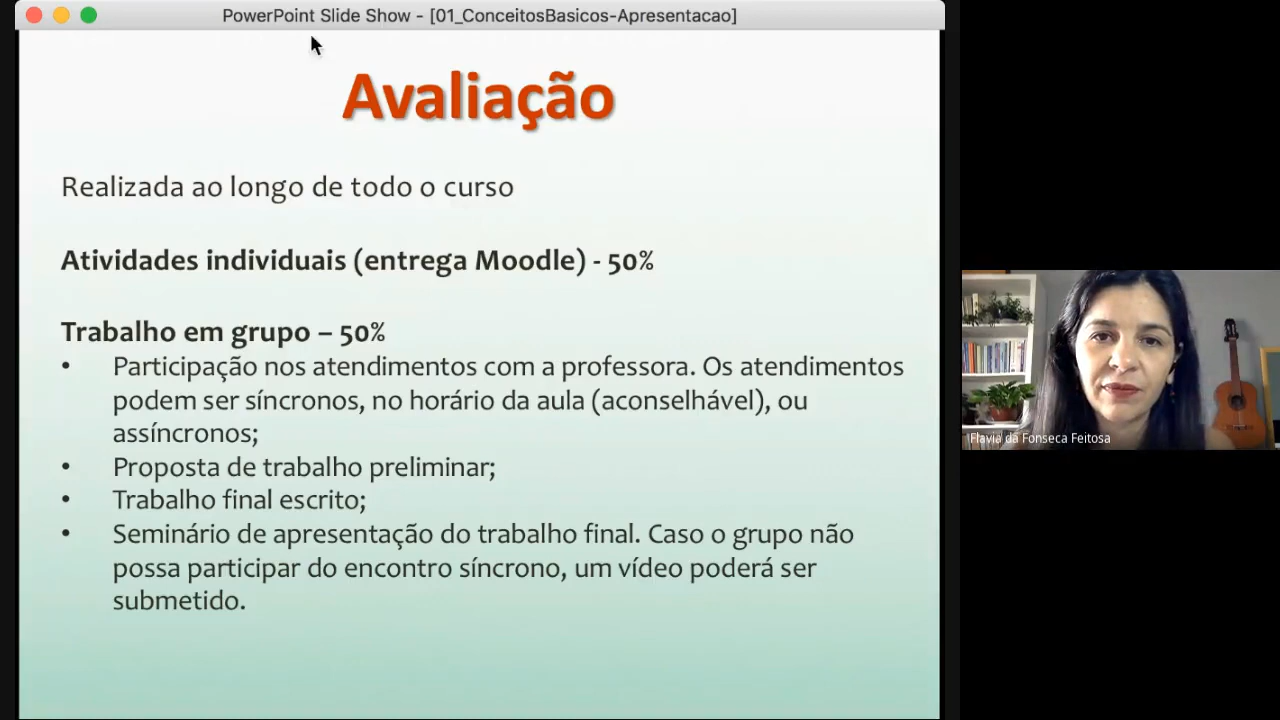 PowerPoint Slide Show - [01_ConceitosBasicos-Apresentacao]
Avaliação
Realizada ao longo de todo o curso
Atividades individuais (entrega Moodle) - 50%
Trabalho em grupo – 50%
• Participação nos atendimentos com a professora. Os atendimentos
podem ser síncronos, no horário da aula (aconselhável), ou
assíncronos;
• Proposta de trabalho preliminar;
• Trabalho final escrito;
• Seminário de apresentação do trabalho final. Caso o grupo não
possa participar do encontro síncrono, um vídeo poderá ser
submetido.
Flavia da Fonseca Feitosa